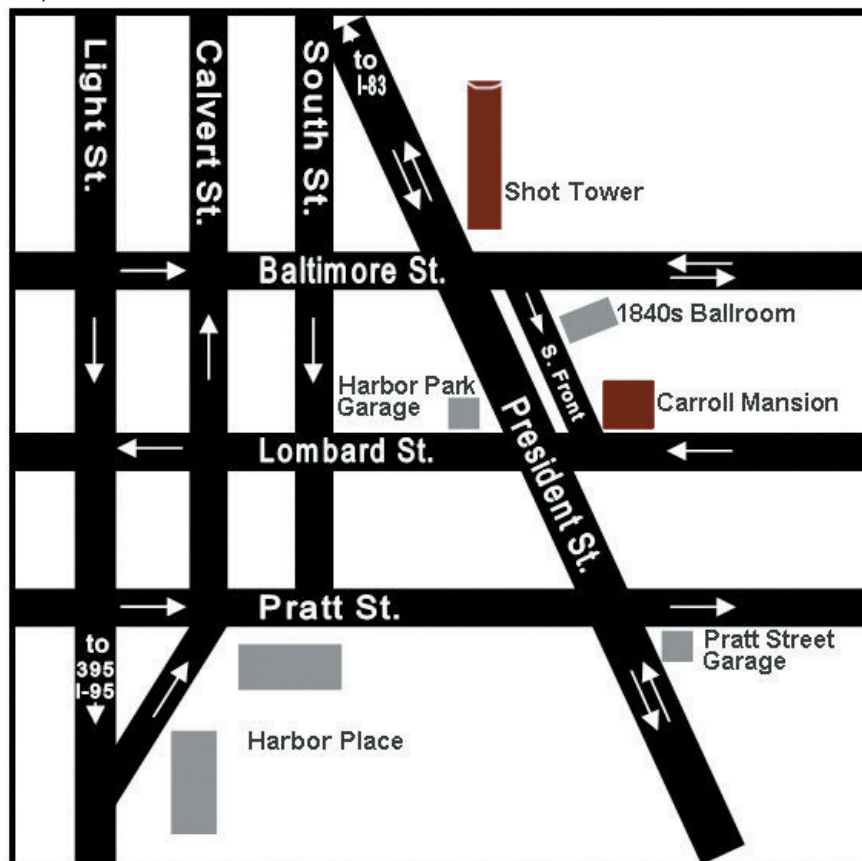 Light St.
Calvert St.
South St.
to
I-83
Shot Tower
Baltimore St.
1840s Ballroom
S. Front
Harbor Park
Garage
Carroll Mansion
President St.
Lombard St.
Pratt St.
to
395
I-95
Pratt Street
Garage
Harbor Place